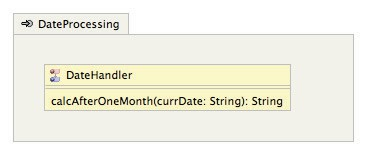 DateProcessing
DateHandler
calcAfterOneMonth(currDate: String): String